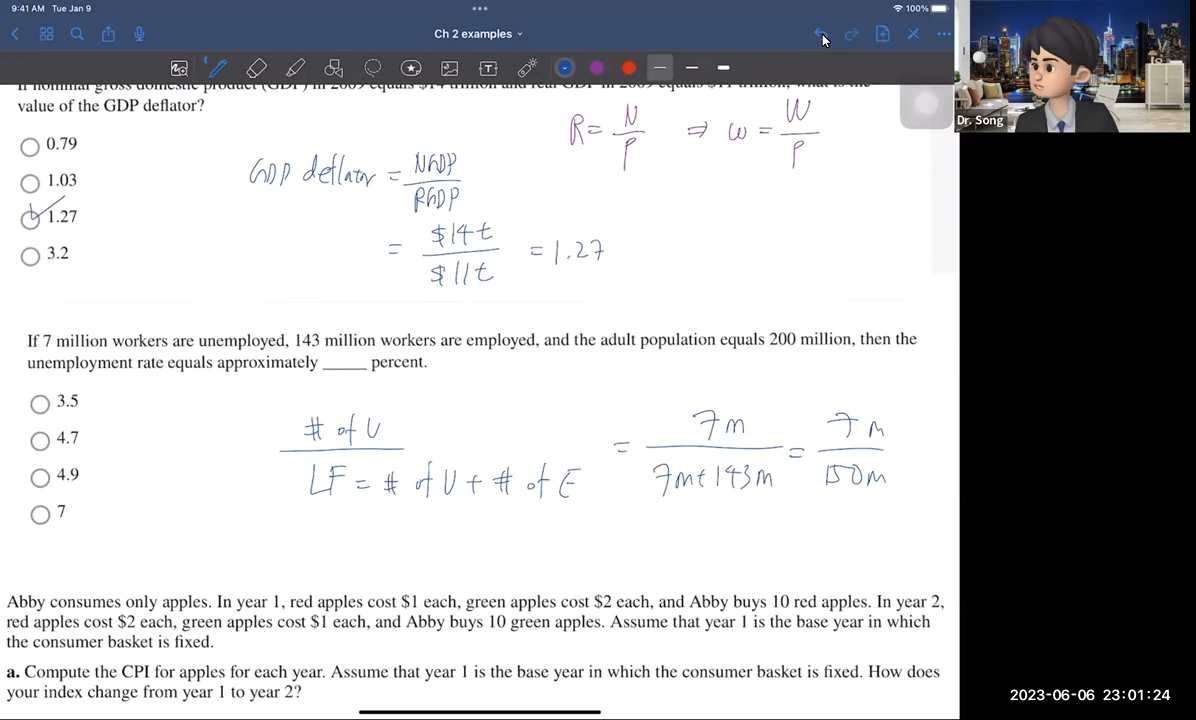 9:41 AM Tue Jan 9
100%
Ch 2 examples
Dr. Song
value of the GDP deflator?
0.79
1.03
1.27
3.2
R = N / P ⇒ w = W / P
GDP deflator = NGDP / RGDP
= $14t / $11t = 1.27
If 7 million workers are unemployed, 143 million workers are employed, and the adult population equals 200 million, then the
unemployment rate equals approximately _____ percent.
3.5
4.7
4.9
7
# of U
LF = # of U + # of E
= 7m / 7m+143m = 7m / 150m
Abby consumes only apples. In year 1, red apples cost $1 each, green apples cost $2 each, and Abby buys 10 red apples. In year 2,
red apples cost $2 each, green apples cost $1 each, and Abby buys 10 green apples. Assume that year 1 is the base year in which
the consumer basket is fixed.
a. Compute the CPI for apples for each year. Assume that year 1 is the base year in which the consumer basket is fixed. How does
your index change from year 1 to year 2?
2023-06-06 23:01:24